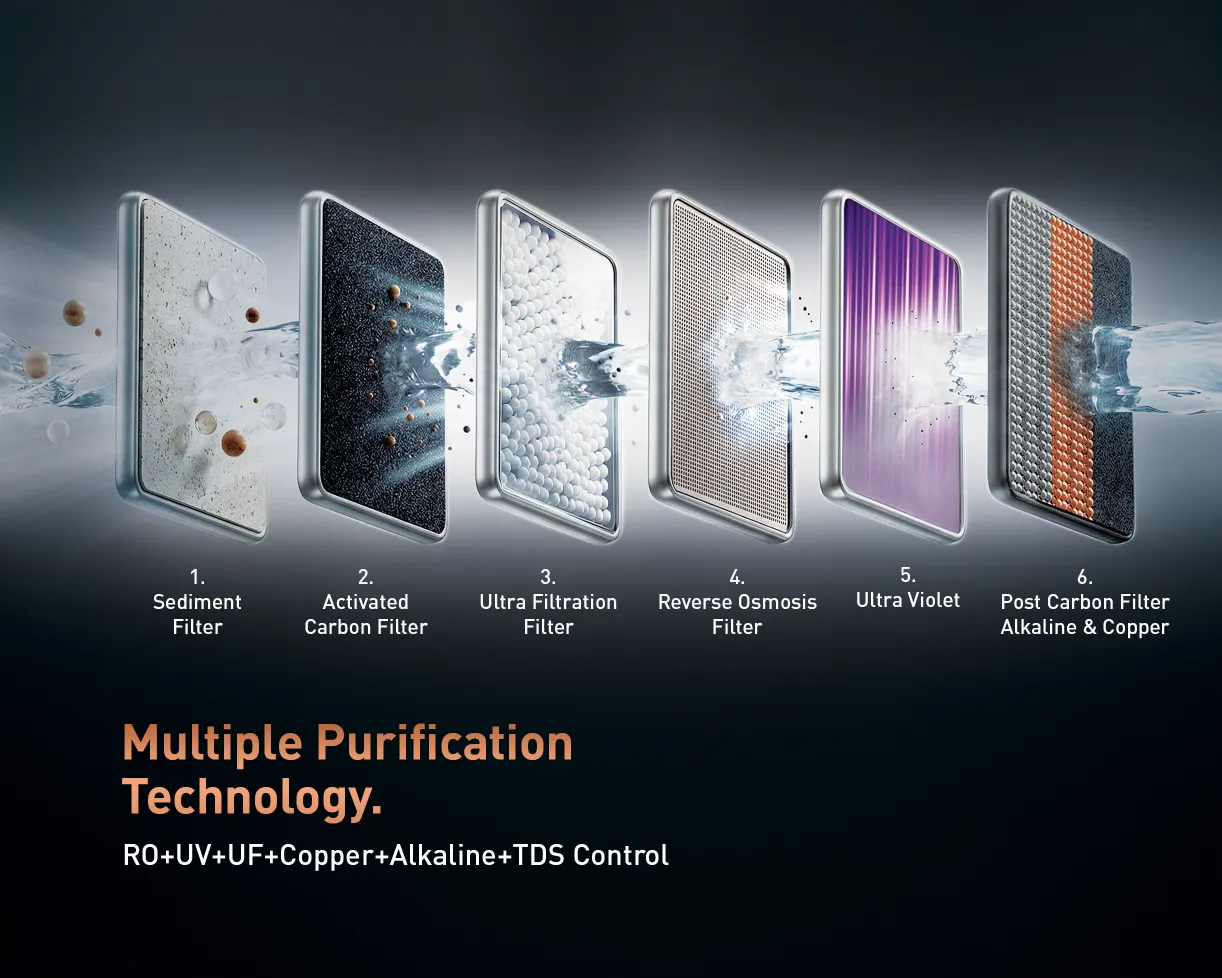 1.
Sediment
Filter
2.
Activated
Carbon Filter
3.
Ultra Filtration
Filter
4.
Reverse Osmosis
Filter
5.
Ultra Violet
6.
Post Carbon Filter
Alkaline & Copper
Multiple Purification
Technology.
RO+UV+UF+Copper+Alkaline+TDS Control